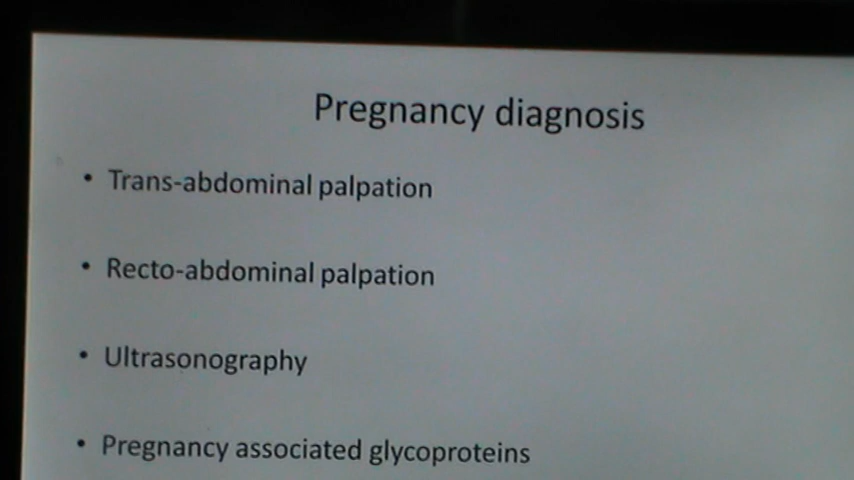 Pregnancy diagnosis
• Trans-abdominal palpation
• Recto-abdominal palpation
• Ultrasonography
• Pregnancy associated glycoproteins